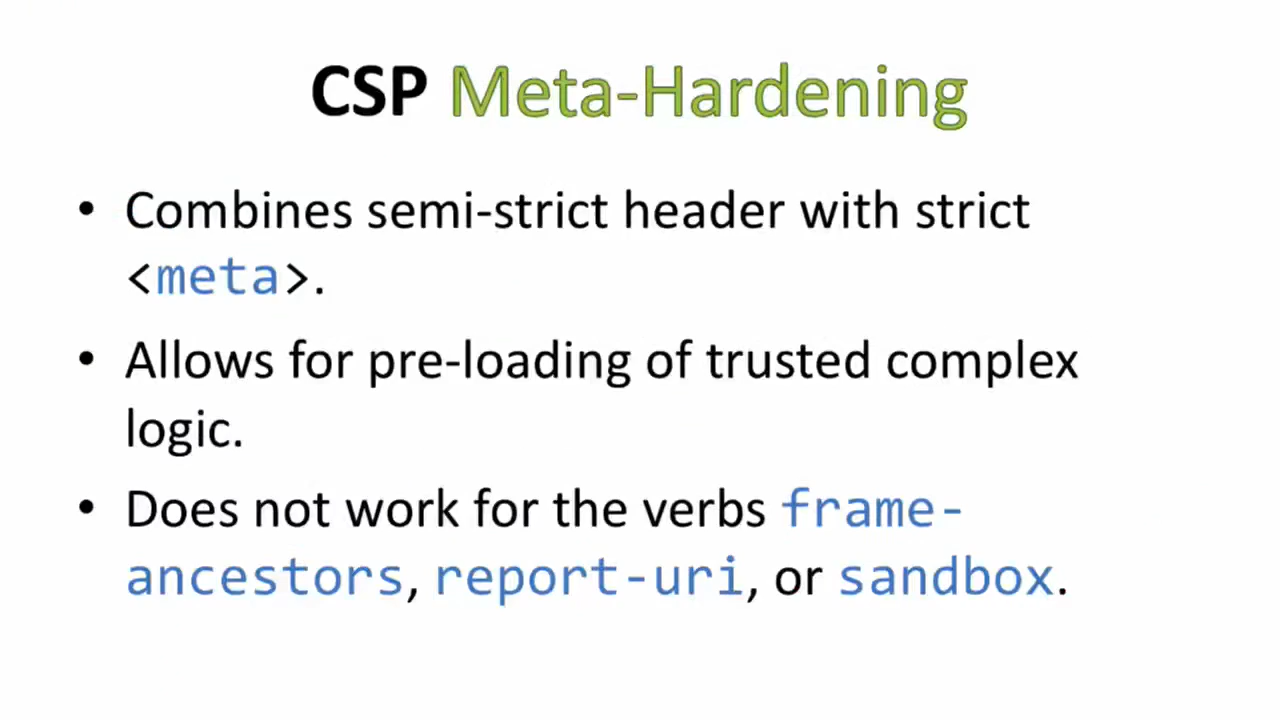 CSP Meta-Hardening
• Combines semi-strict header with strict
<meta>.
• Allows for pre-loading of trusted complex
logic.
• Does not work for the verbs frame-
ancestors, report-uri, or sandbox.